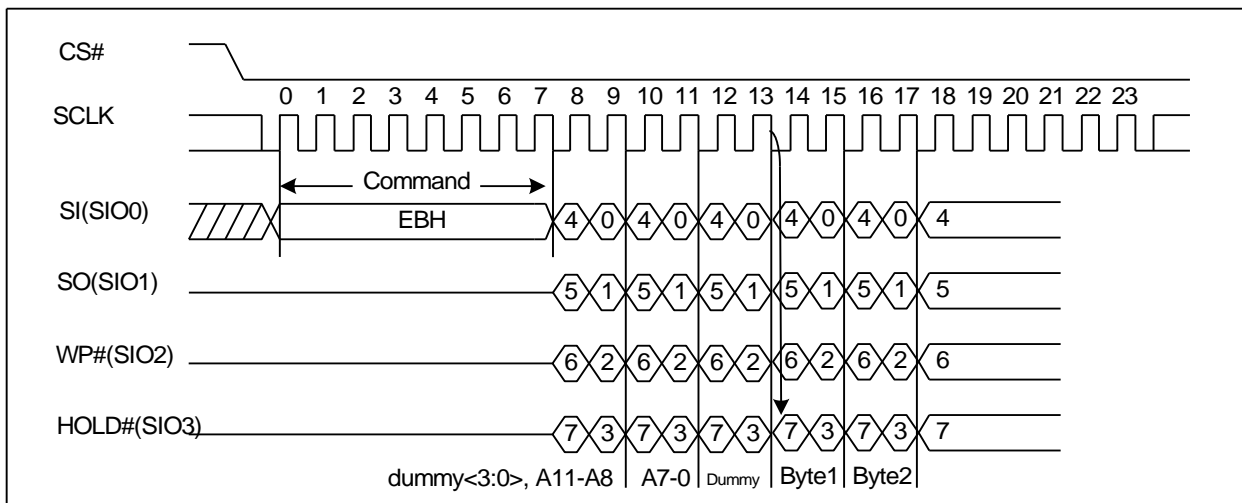 CS#
0 1 2 3 4 5 6 7 8 9 10 11 12 13 14 15 16 17 18 19 20 21 22 23
SCLK
Command
SI(SIO0) EBH 4 0 4 0 4 0 4 0 4 0 4
SO(SIO1) 5 1 5 1 5 1 5 1 5 1 5
WP#(SIO2) 6 2 6 2 6 2 6 2 6 2 6
HOLD#(SIO3) 7 3 7 3 7 3 7 3 7 3 7
dummy<3:0>, A11-A8 A7-0 Dummy Byte1 Byte2